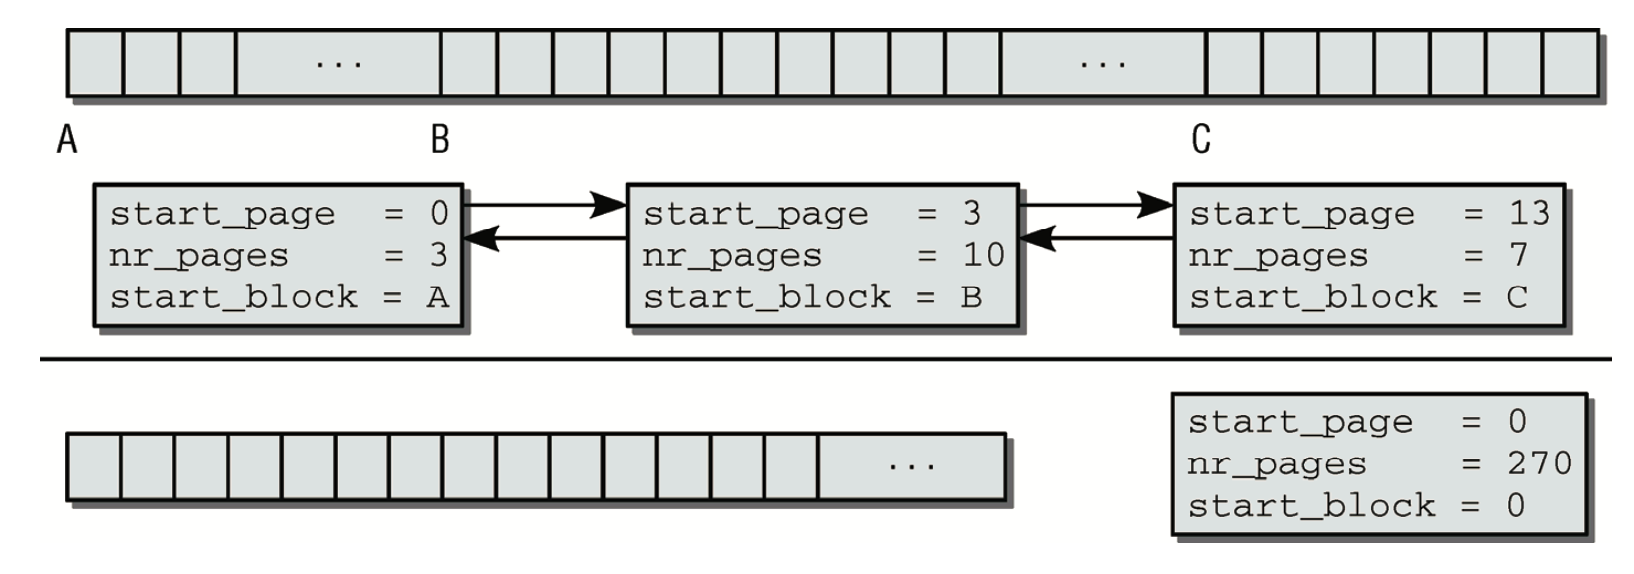 ... ...
A B C
start_page = 0
nr_pages = 3
start_block = A
start_page = 3
nr_pages = 10
start_block = B
start_page = 13
nr_pages = 7
start_block = C
...
start_page = 0
nr_pages = 270
start_block = 0